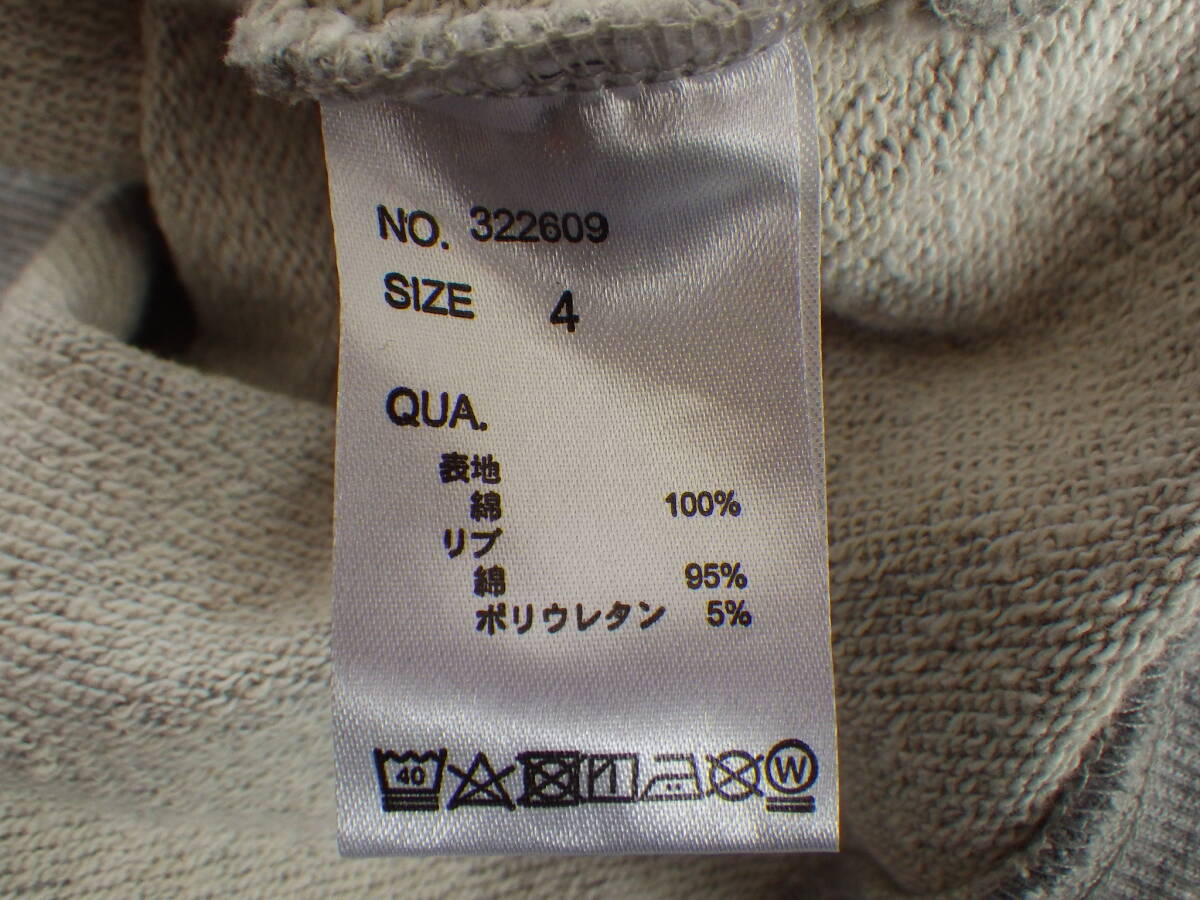 NO. 322609
SIZE 4
QUA.
表地
綿 100%
リブ
綿 95%
ポリウレタン 5%
40 W